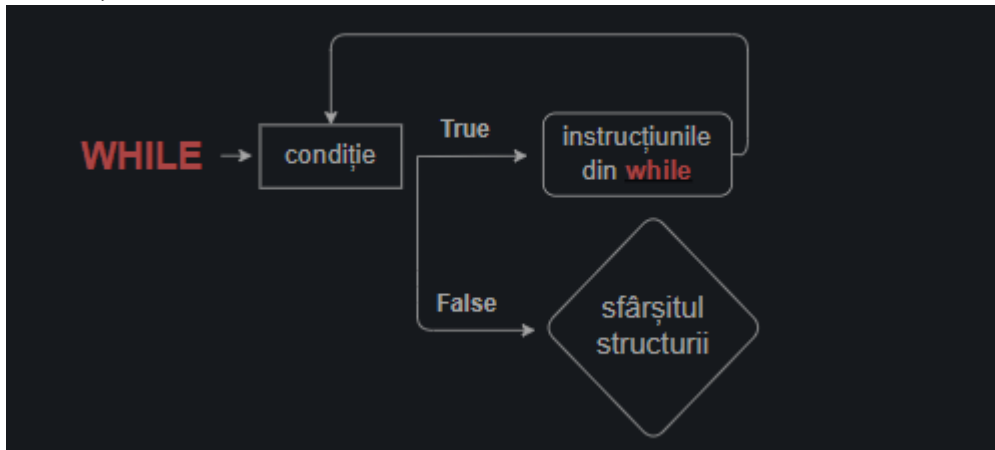 WHILE
condiție
True
instrucțiunile
din while
False
sfârșitul
structurii